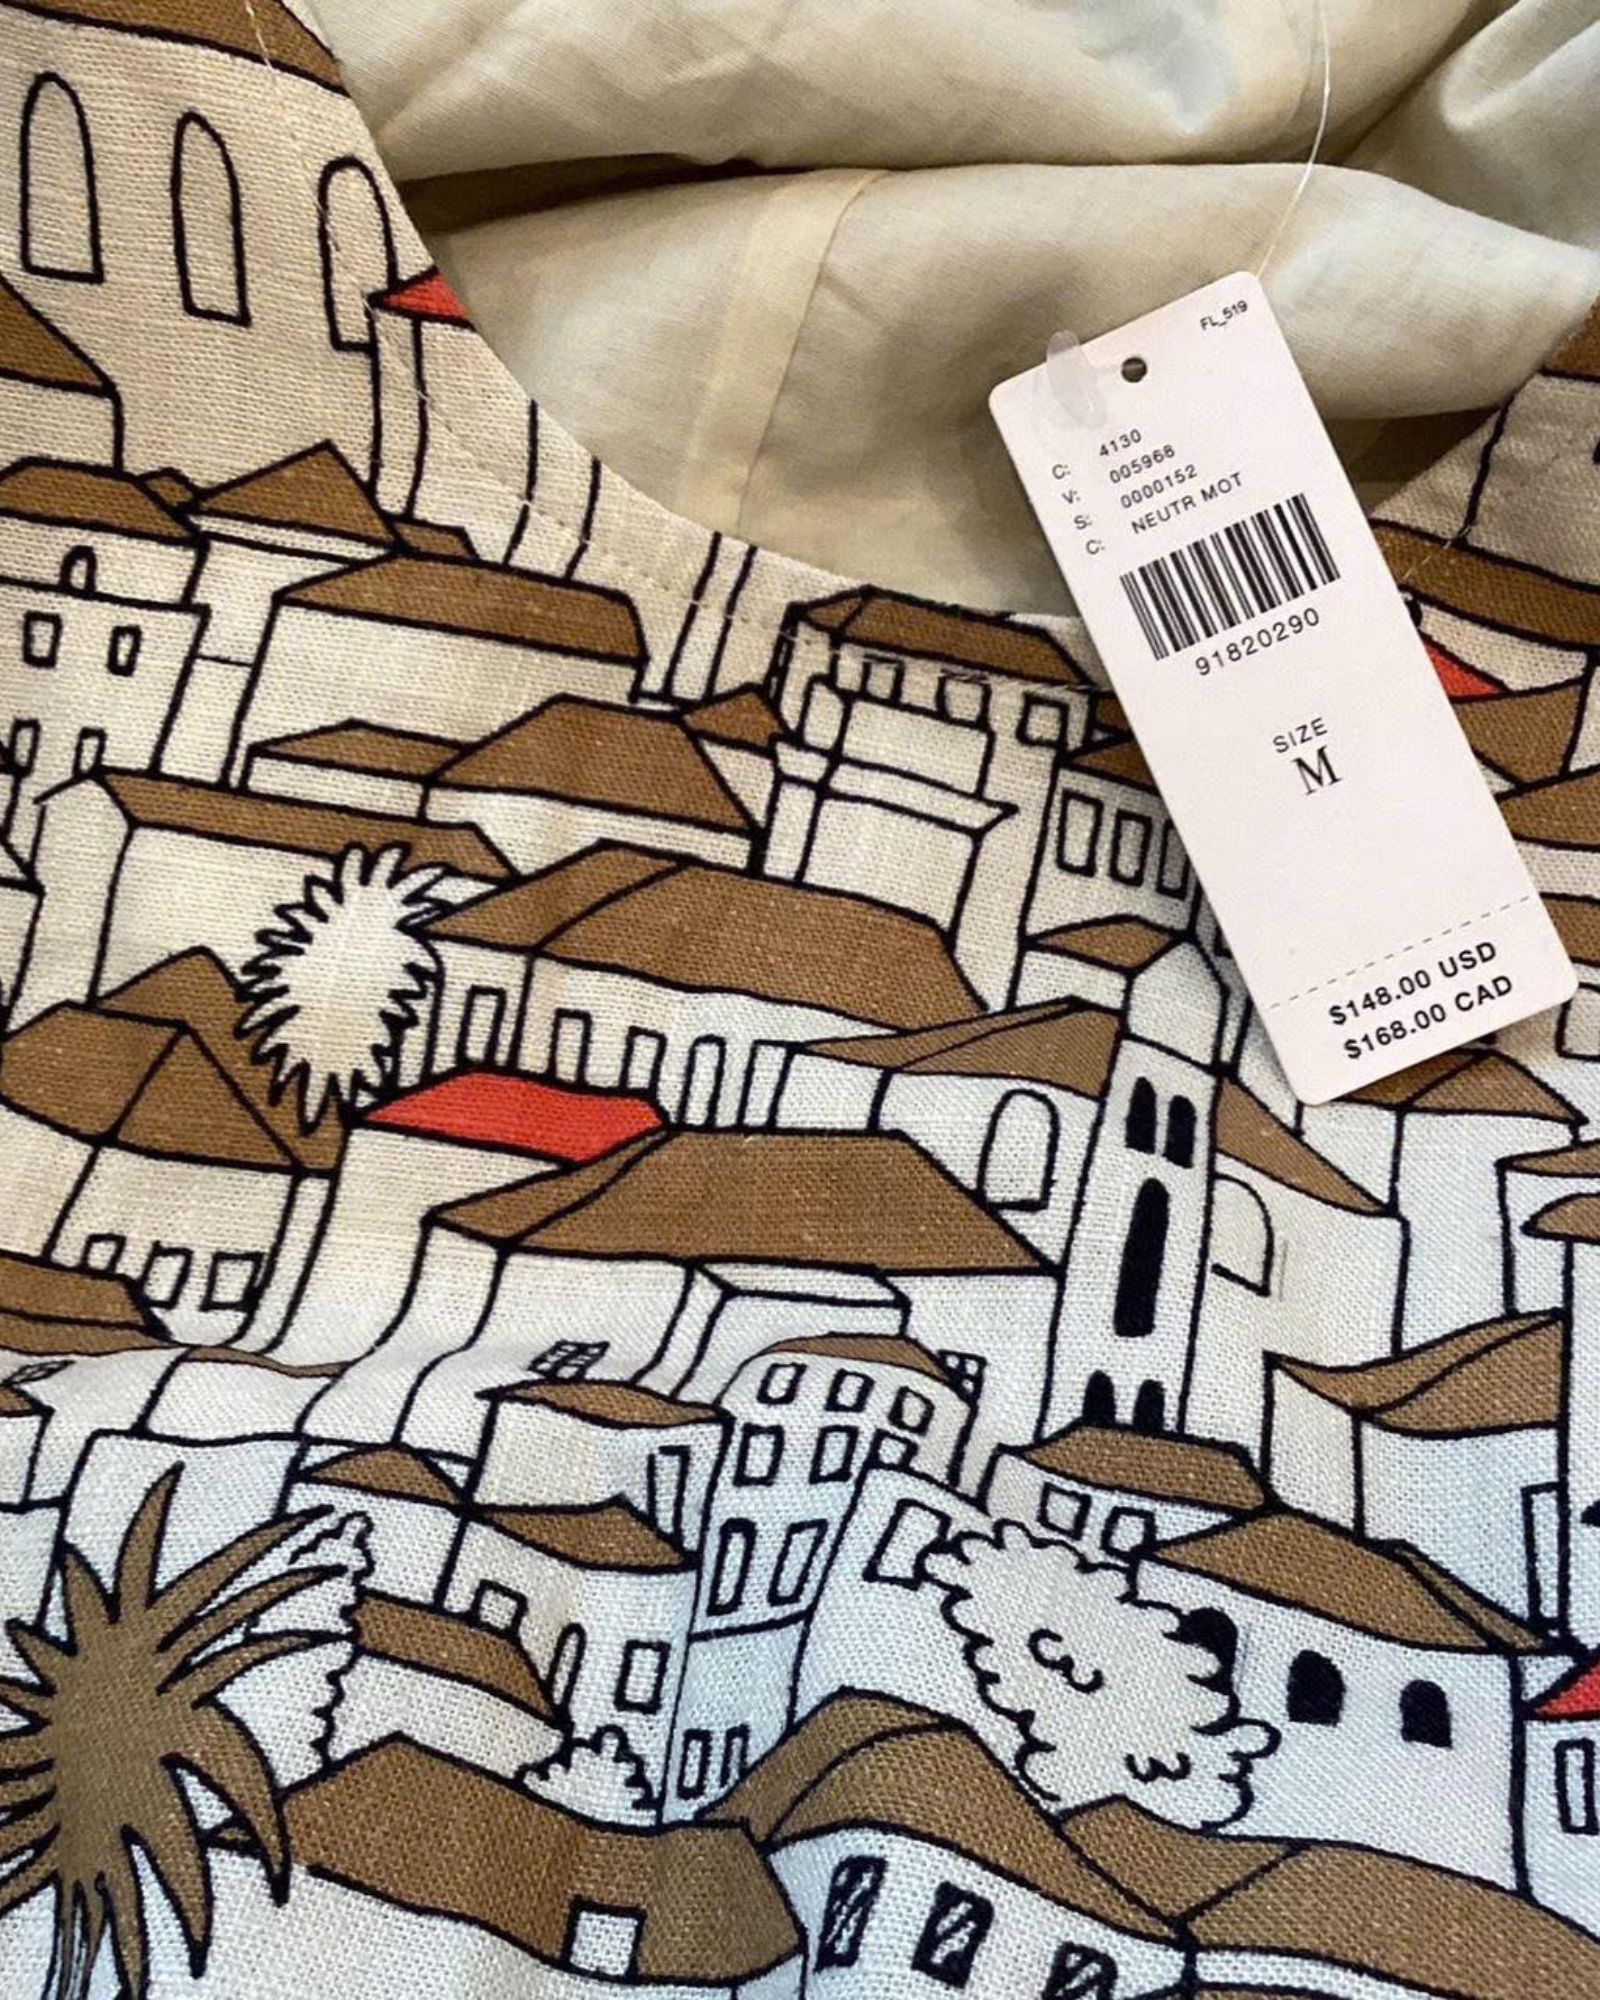 FL_519
C: 4130
V: 005968
S: 0000152
C: NEUTR MOT
91820290
SIZE
M
$148.00 USD
$168.00 CAD